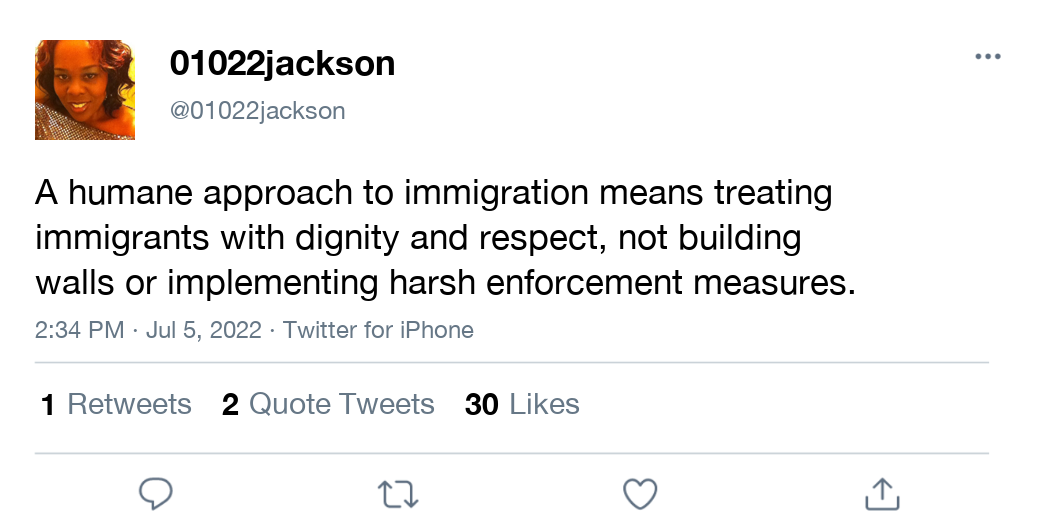 01022jackson
@01022jackson
A humane approach to immigration means treating
immigrants with dignity and respect, not building
walls or implementing harsh enforcement measures.
2:34 PM · Jul 5, 2022 · Twitter for iPhone
1 Retweets 2 Quote Tweets 30 Likes